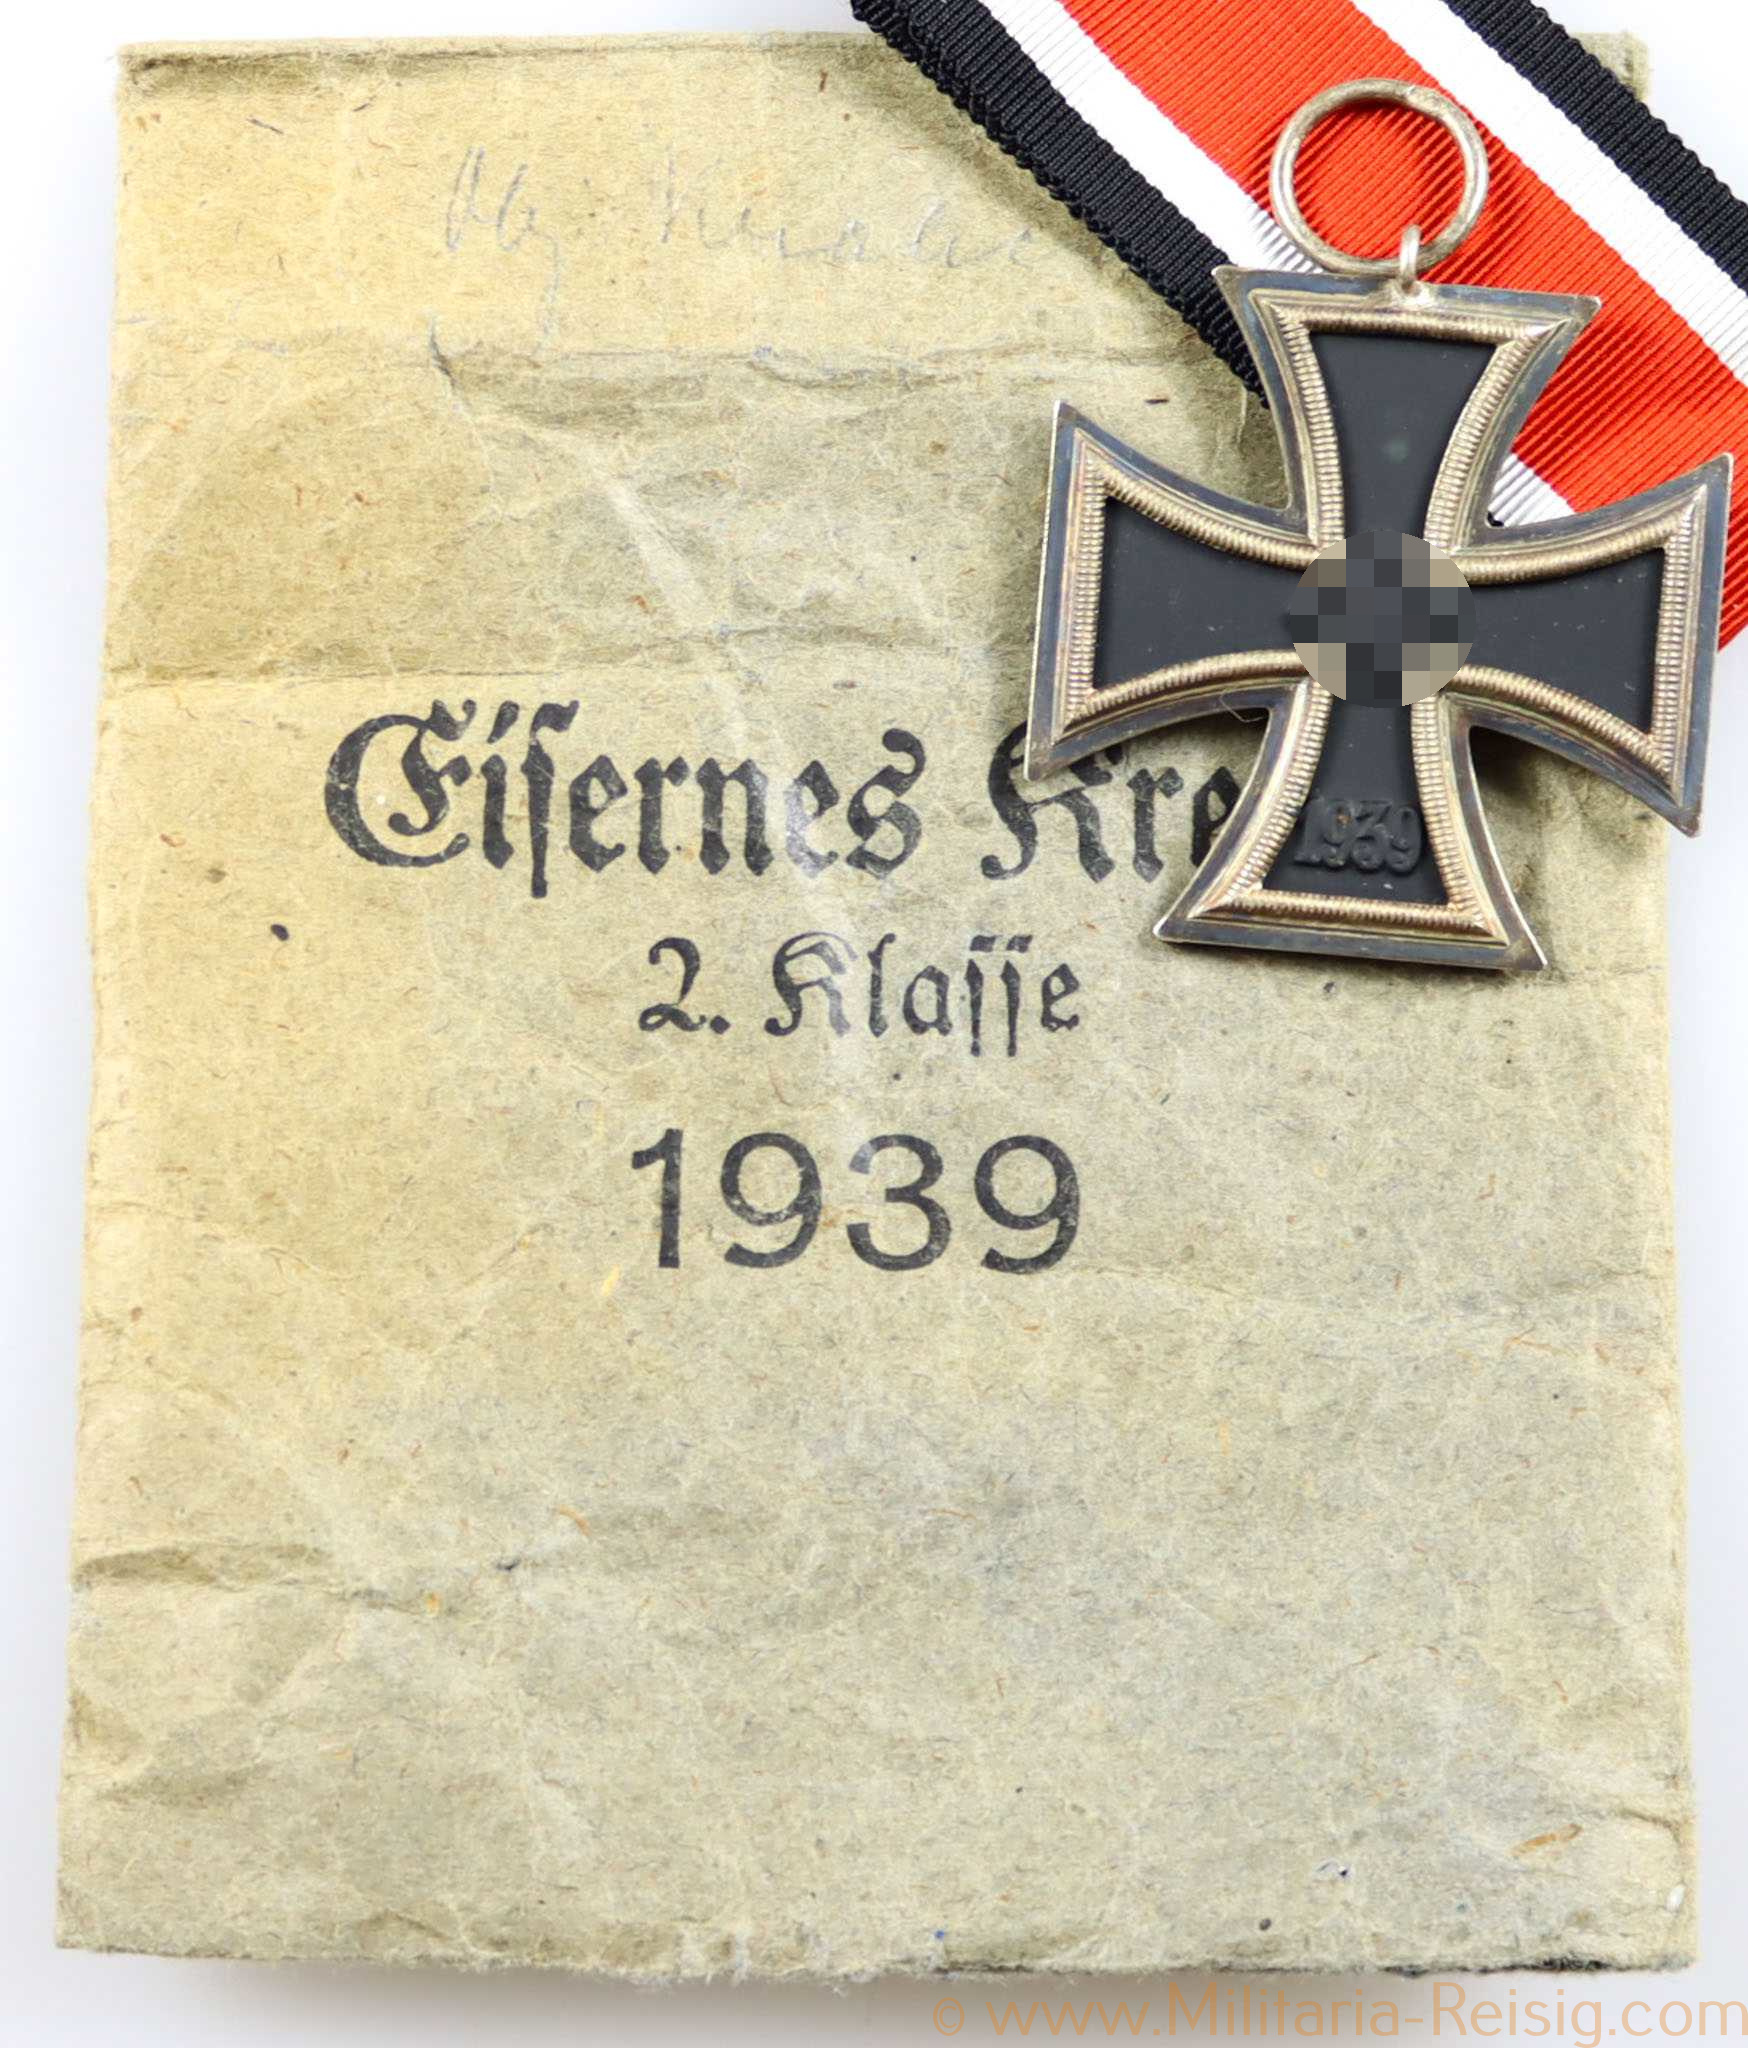 Eiſernes Kre
2. Klaſſe
1939
1939
© www.Militaria-Reisig.com